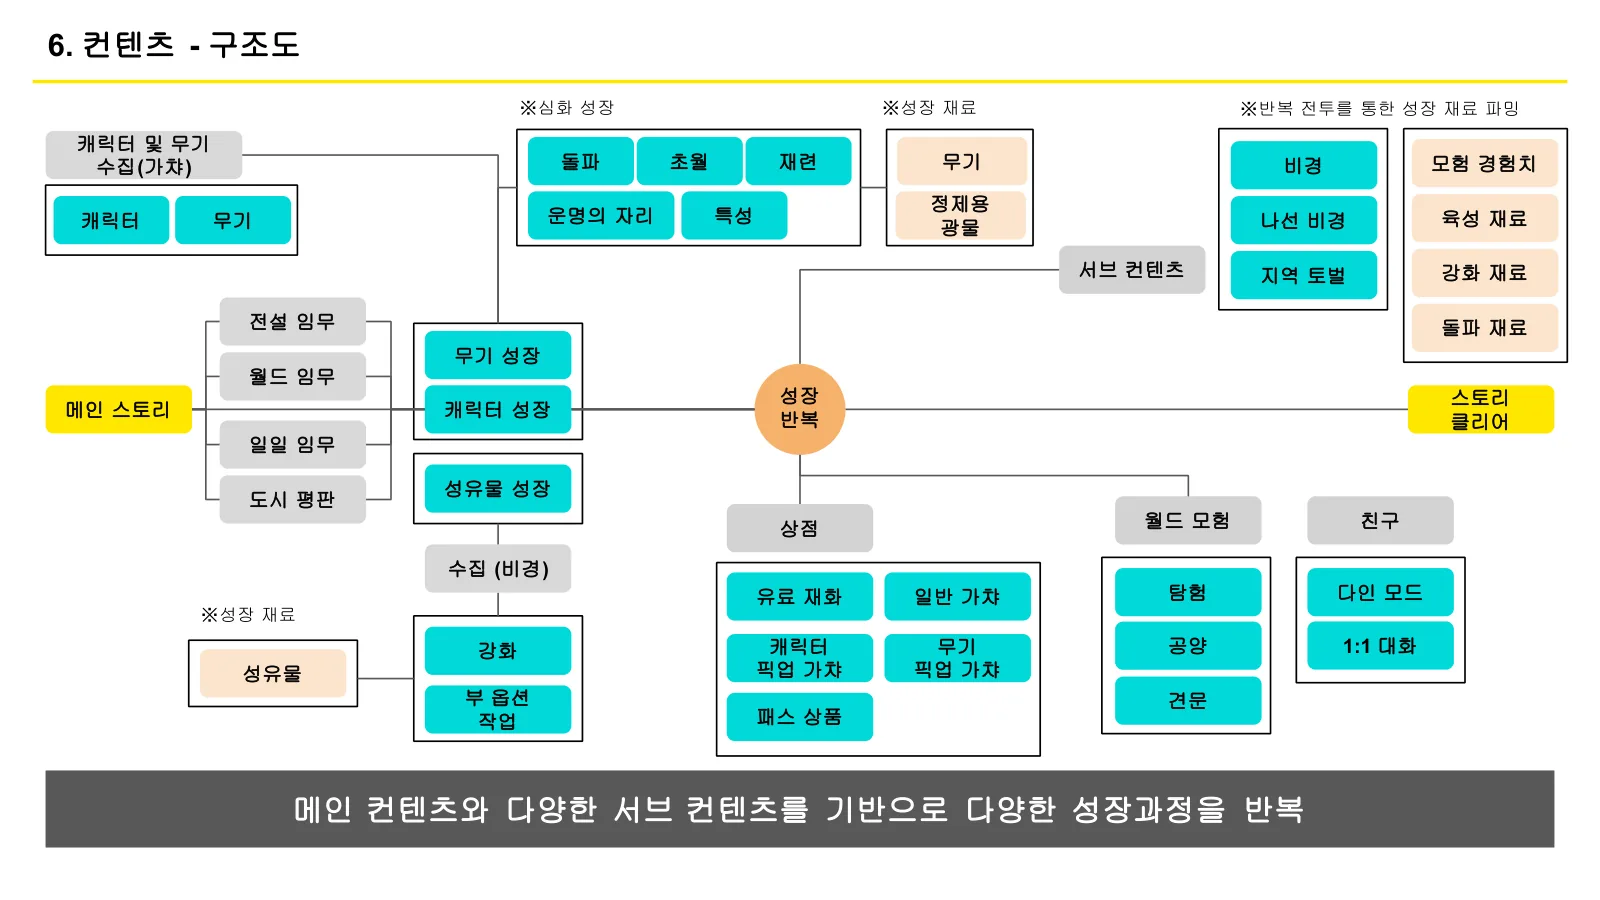 6. 컨텐츠 - 구조도
※심화 성장
※성장 재료
※반복 전투를 통한 성장 재료 파밍
캐릭터 및 무기
수집(가챠)
캐릭터
무기
돌파
초월
재련
운명의 자리
특성
무기
정제용
광물
서브 컨텐츠
비경
나선 비경
지역 토벌
모험 경험치
육성 재료
강화 재료
돌파 재료
메인 스토리
전설 임무
월드 임무
일일 임무
도시 평판
무기 성장
캐릭터 성장
성유물 성장
수집 (비경)
강화
부 옵션
작업
※성장 재료
성유물
성장
반복
스토리
클리어
상점
유료 재화
일반 가챠
캐릭터
픽업 가챠
무기
픽업 가챠
패스 상품
월드 모험
탐험
공양
견문
친구
다인 모드
1:1 대화
메인 컨텐츠와 다양한 서브 컨텐츠를 기반으로 다양한 성장과정을 반복